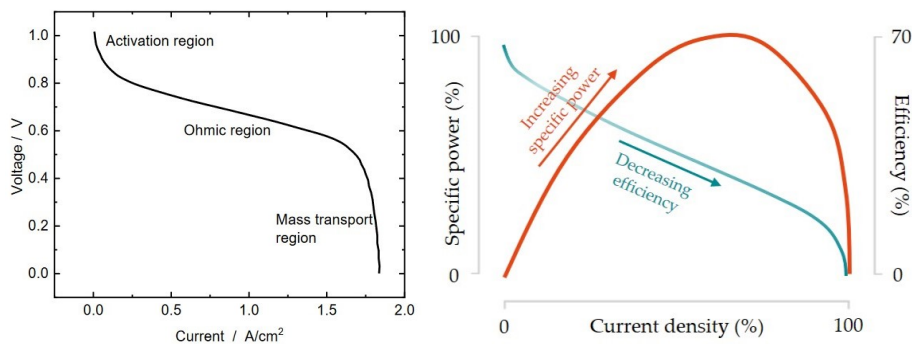 Voltage / V
1.0
0.8
0.6
0.4
0.2
0.0
Activation region
Ohmic region
Mass transport
region
0.0
0.5
1.0
1.5
2.0
Current / A/cm²
Specific power (%)
100
0
Increasing
specific power
Decreasing
efficiency
70
0
Efficiency (%)
0
Current density (%)
100